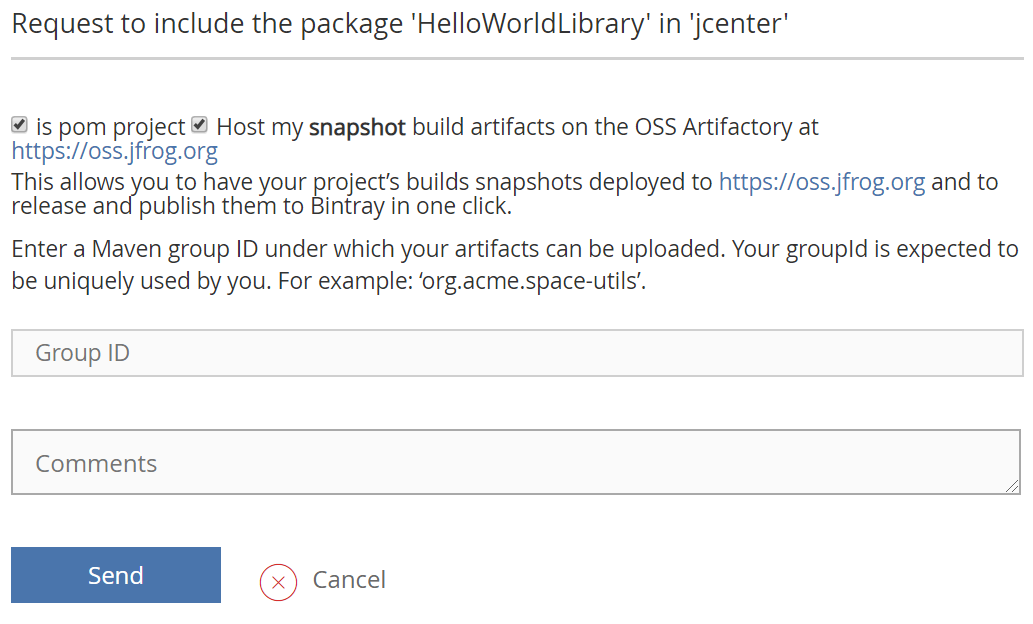 Request to include the package 'HelloWorldLibrary' in 'jcenter'
is pom project Host my snapshot build artifacts on the OSS Artifactory at
https://oss.jfrog.org
This allows you to have your project’s builds snapshots deployed to https://oss.jfrog.org and to
release and publish them to Bintray in one click.
Enter a Maven group ID under which your artifacts can be uploaded. Your groupId is expected to
be uniquely used by you. For example: ‘org.acme.space-utils’.
Group ID
Comments
Send
Cancel